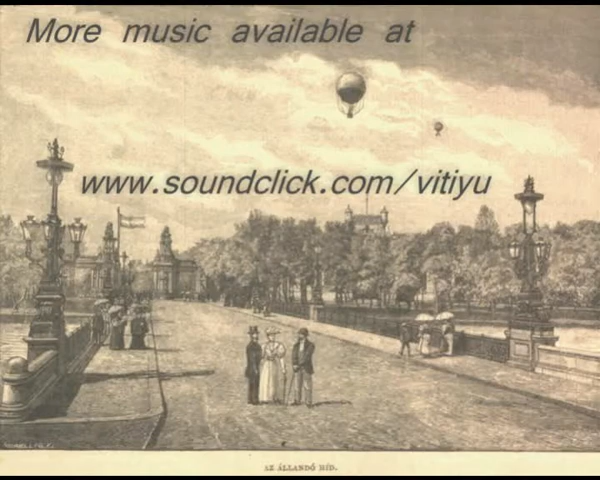 More music available at
www.soundclick.com/vitiyu
AZ ÁLLANDÓ HÍD.